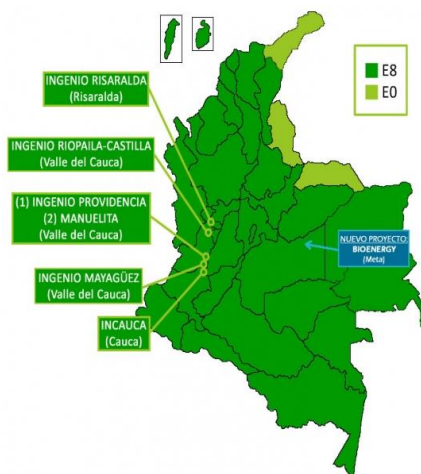 INGENIO RISARALDA
(Risaralda)
INGENIO RIOPAILA-CASTILLA
(Valle del Cauca)
(1) INGENIO PROVIDENCIA
(2) MANUELITA
(Valle del Cauca)
INGENIO MAYAGÜEZ
(Valle del Cauca)
INCAUCA
(Cauca)
E8
E0
NUEVO PROYECTO:
BIOENERGY
(Meta)